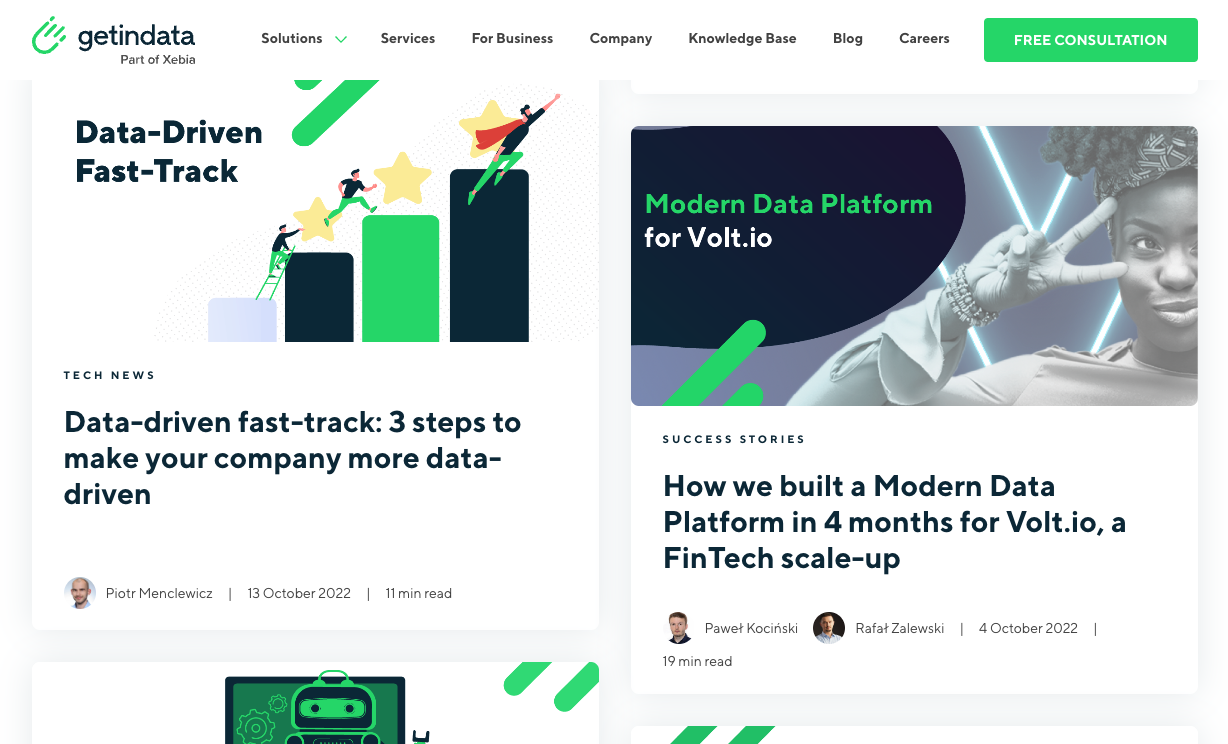 getindata
Part of Xebia
Solutions
Services
For Business
Company
Knowledge Base
Blog
Careers
FREE CONSULTATION
Data-Driven
Fast-Track
TECH NEWS
Data-driven fast-track: 3 steps to
make your company more data-
driven
Piotr Menclewicz | 13 October 2022 | 11 min read
Modern Data Platform
for Volt.io
SUCCESS STORIES
How we built a Modern Data
Platform in 4 months for Volt.io, a
FinTech scale-up
Paweł Kociński Rafał Zalewski | 4 October 2022 |
19 min read